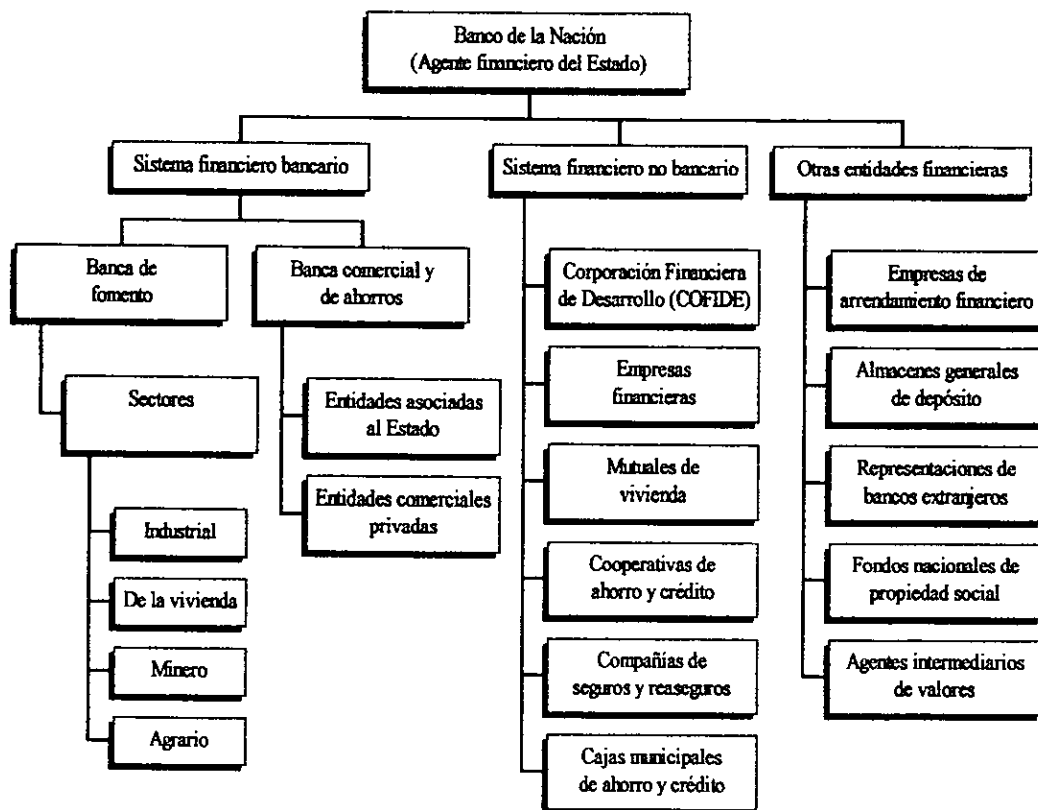 Banco de la Nación
(Agente financiero del Estado)
Sistema financiero bancario
Sistema financiero no bancario
Otras entidades financieras
Banca de
fomento
Banca comercial y
de ahorros
Sectores
Industrial
De la vivienda
Minero
Agrario
Entidades asociadas
al Estado
Entidades comerciales
privadas
Corporación Financiera
de Desarrollo (COFIDE)
Empresas
financieras
Mutuales de
vivienda
Cooperativas de
ahorro y crédito
Compañías de
seguros y reaseguros
Cajas municipales
de ahorro y crédito
Empresas de
arrendamiento financiero
Almacenes generales
de depósito
Representaciones de
bancos extranjeros
Fondos nacionales de
propiedad social
Agentes intermediarios
de valores